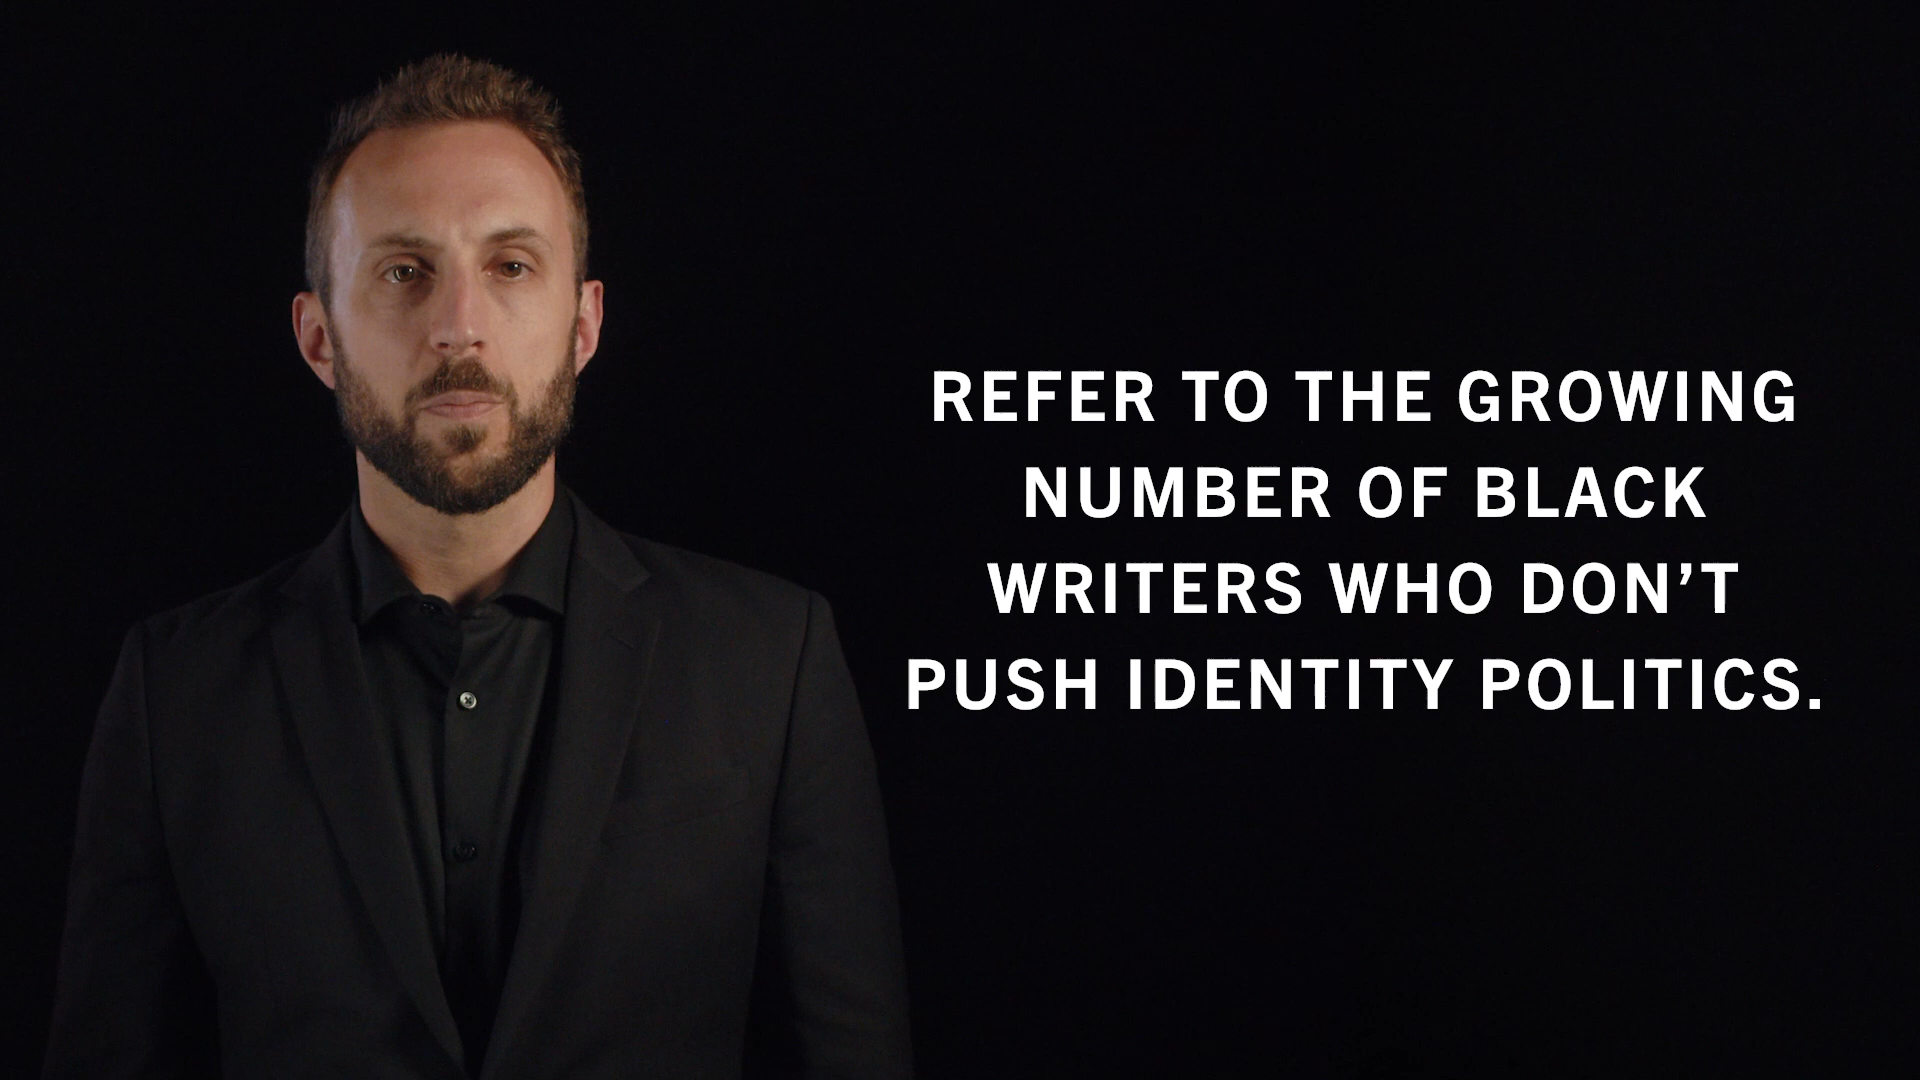 REFER TO THE GROWING
NUMBER OF BLACK
WRITERS WHO DON’T
PUSH IDENTITY POLITICS.